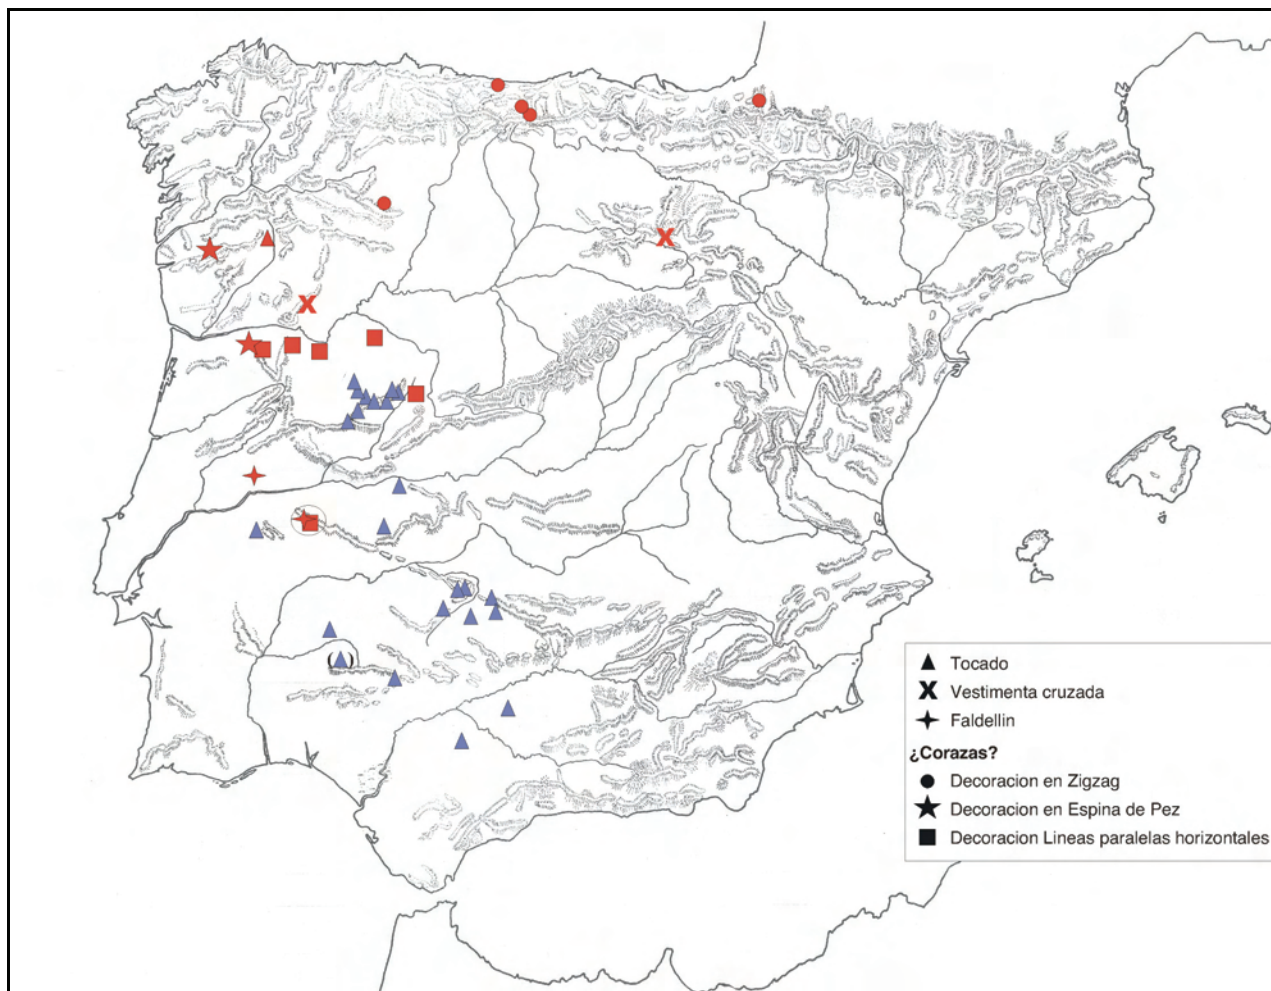 Tocado
Vestimenta cruzada
Faldellin
¿Corazas?
Decoracion en Zigzag
Decoracion en Espina de Pez
Decoracion Lineas paralelas horizontales